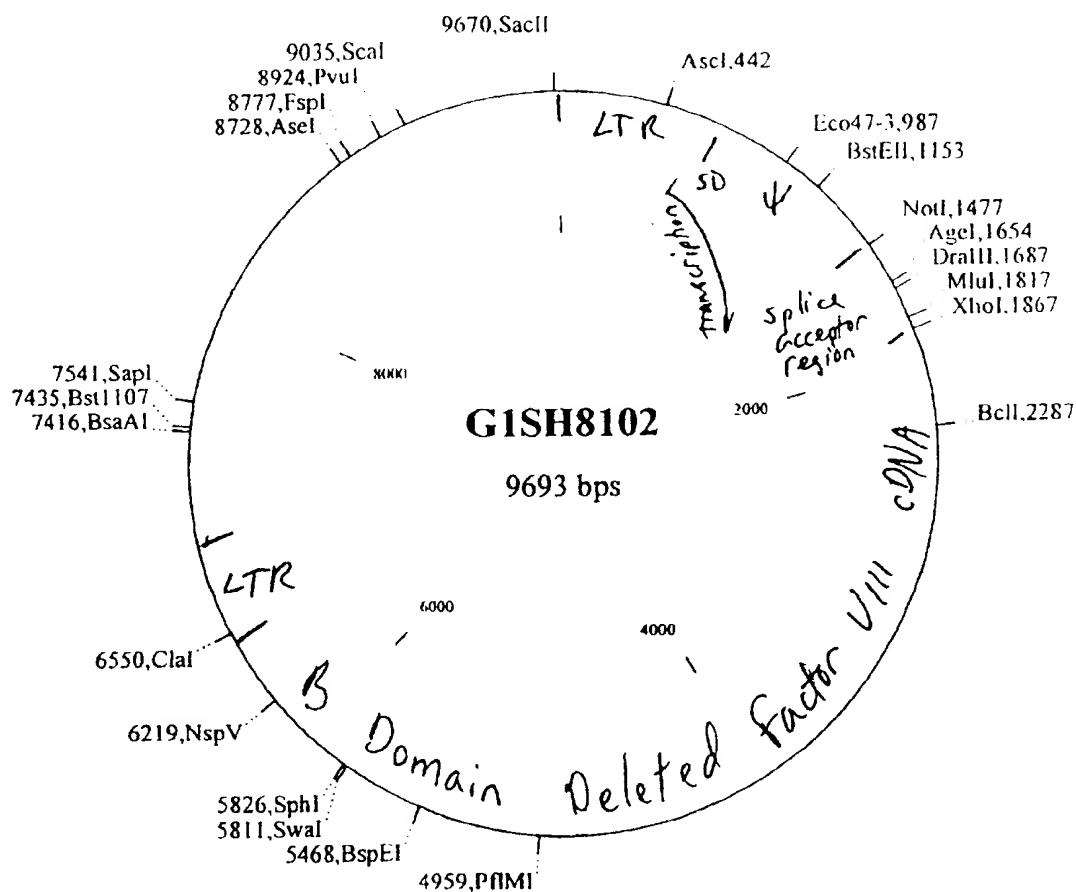 9670,SacII
9035,ScaI
8924,PvuI
8777,FspI
8728,AseI
AscI,442
Eco47-3,987
BstEII,1153
NotI,1477
AgeI,1654
DraIII,1687
MluI,1817
XhoI,1867
BclI,2287
LTR
SD
Ψ
transcription
splice
acceptor
region
7541,SapI
7435,Bst1107
7416,BsaAI
8000
2000
G1SH8102
9693 bps
6000
4000
LTR
6550,ClaI
6219,NspV
5826,SphI
5811,SwaI
5468,BspEI
4959,PflMI
B Domain Deleted Factor VIII cDNA